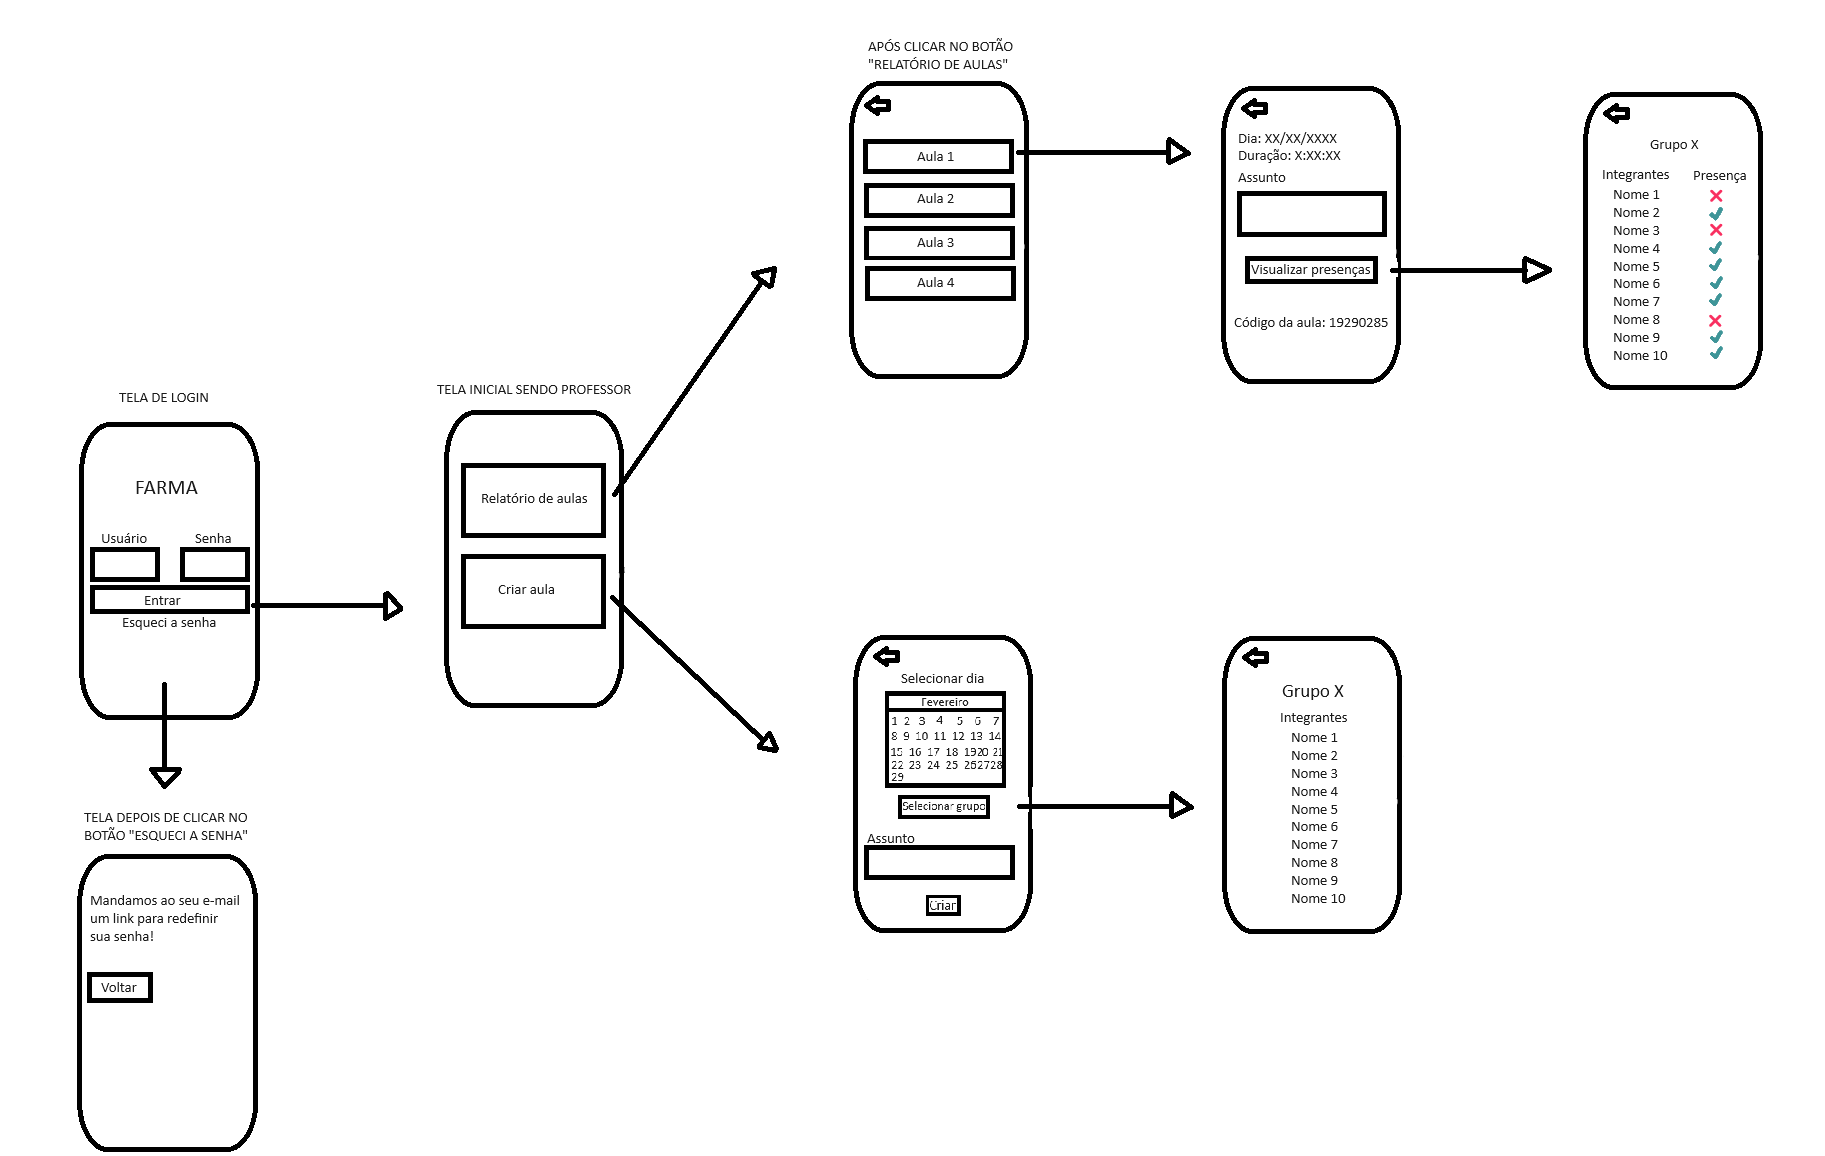 TELA DE LOGIN
FARMA
Usuário
Senha
Entrar
Esqueci a senha
TELA DEPOIS DE CLICAR NO
BOTÃO "ESQUECI A SENHA"
Mandamos ao seu e-mail
um link para redefinir
sua senha!
Voltar
TELA INICIAL SENDO PROFESSOR
Relatório de aulas
Criar aula
APÓS CLICAR NO BOTÃO
"RELATÓRIO DE AULAS"
Aula 1
Aula 2
Aula 3
Aula 4
Dia: XX/XX/XXXX
Duração: X:XX:XX
Assunto
Visualizar presenças
Código da aula: 19290285
Grupo X
Integrantes Presença
Nome 1
Nome 2
Nome 3
Nome 4
Nome 5
Nome 6
Nome 7
Nome 8
Nome 9
Nome 10
Selecionar dia
Fevereiro
1 2 3 4 5 6 7
8 9 10 11 12 13 14
15 16 17 18 19 20 21
22 23 24 25 26 27 28
29
Selecionar grupo
Assunto
Criar
Grupo X
Integrantes
Nome 1
Nome 2
Nome 3
Nome 4
Nome 5
Nome 6
Nome 7
Nome 8
Nome 9
Nome 10